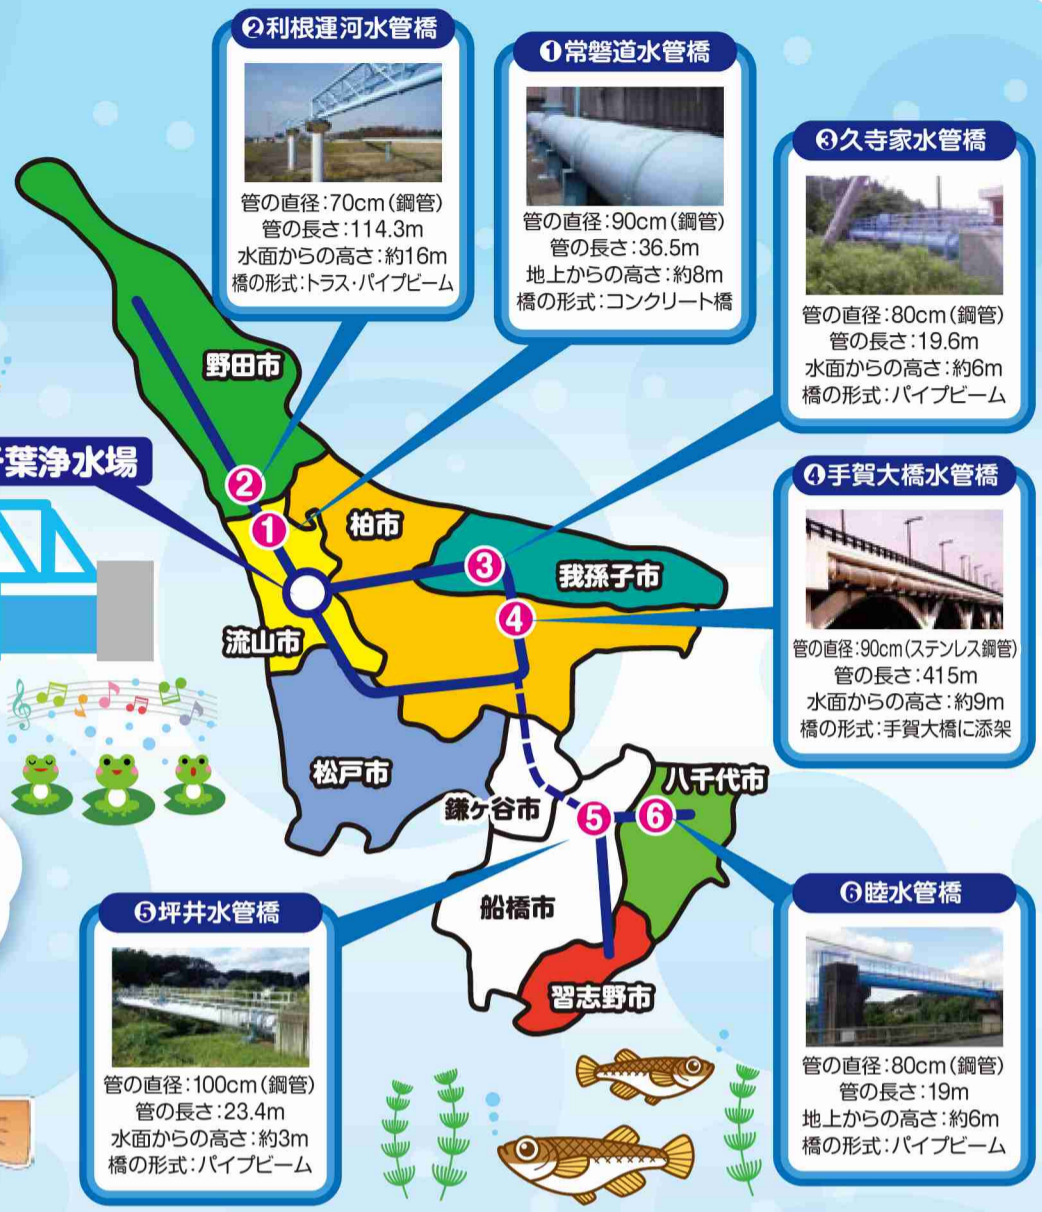 ❷利根運河水管橋
管の直径：70cm（鋼管）
管の長さ：114.3m
水面からの高さ：約16m
橋の形式：トラス・パイプビーム
❶常磐道水管橋
管の直径：90cm（鋼管）
管の長さ：36.5m
地上からの高さ：約8m
橋の形式：コンクリート橋
❸久寺家水管橋
管の直径：80cm（鋼管）
管の長さ：19.6m
水面からの高さ：約6m
橋の形式：パイプビーム
野田市
葉浄水場
2
1
柏市
3
我孫子市
4
流山市
❹手賀大橋水管橋
管の直径：90cm（ステンレス鋼管）
管の長さ：415m
水面からの高さ：約9m
橋の形式：手賀大橋に添架
松戸市
鎌ヶ谷市
八千代市
5
6
船橋市
習志野市
❺坪井水管橋
管の直径：100cm（鋼管）
管の長さ：23.4m
水面からの高さ：約3m
橋の形式：パイプビーム
❻睦水管橋
管の直径：80cm（鋼管）
管の長さ：19m
地上からの高さ：約6m
橋の形式：パイプビーム